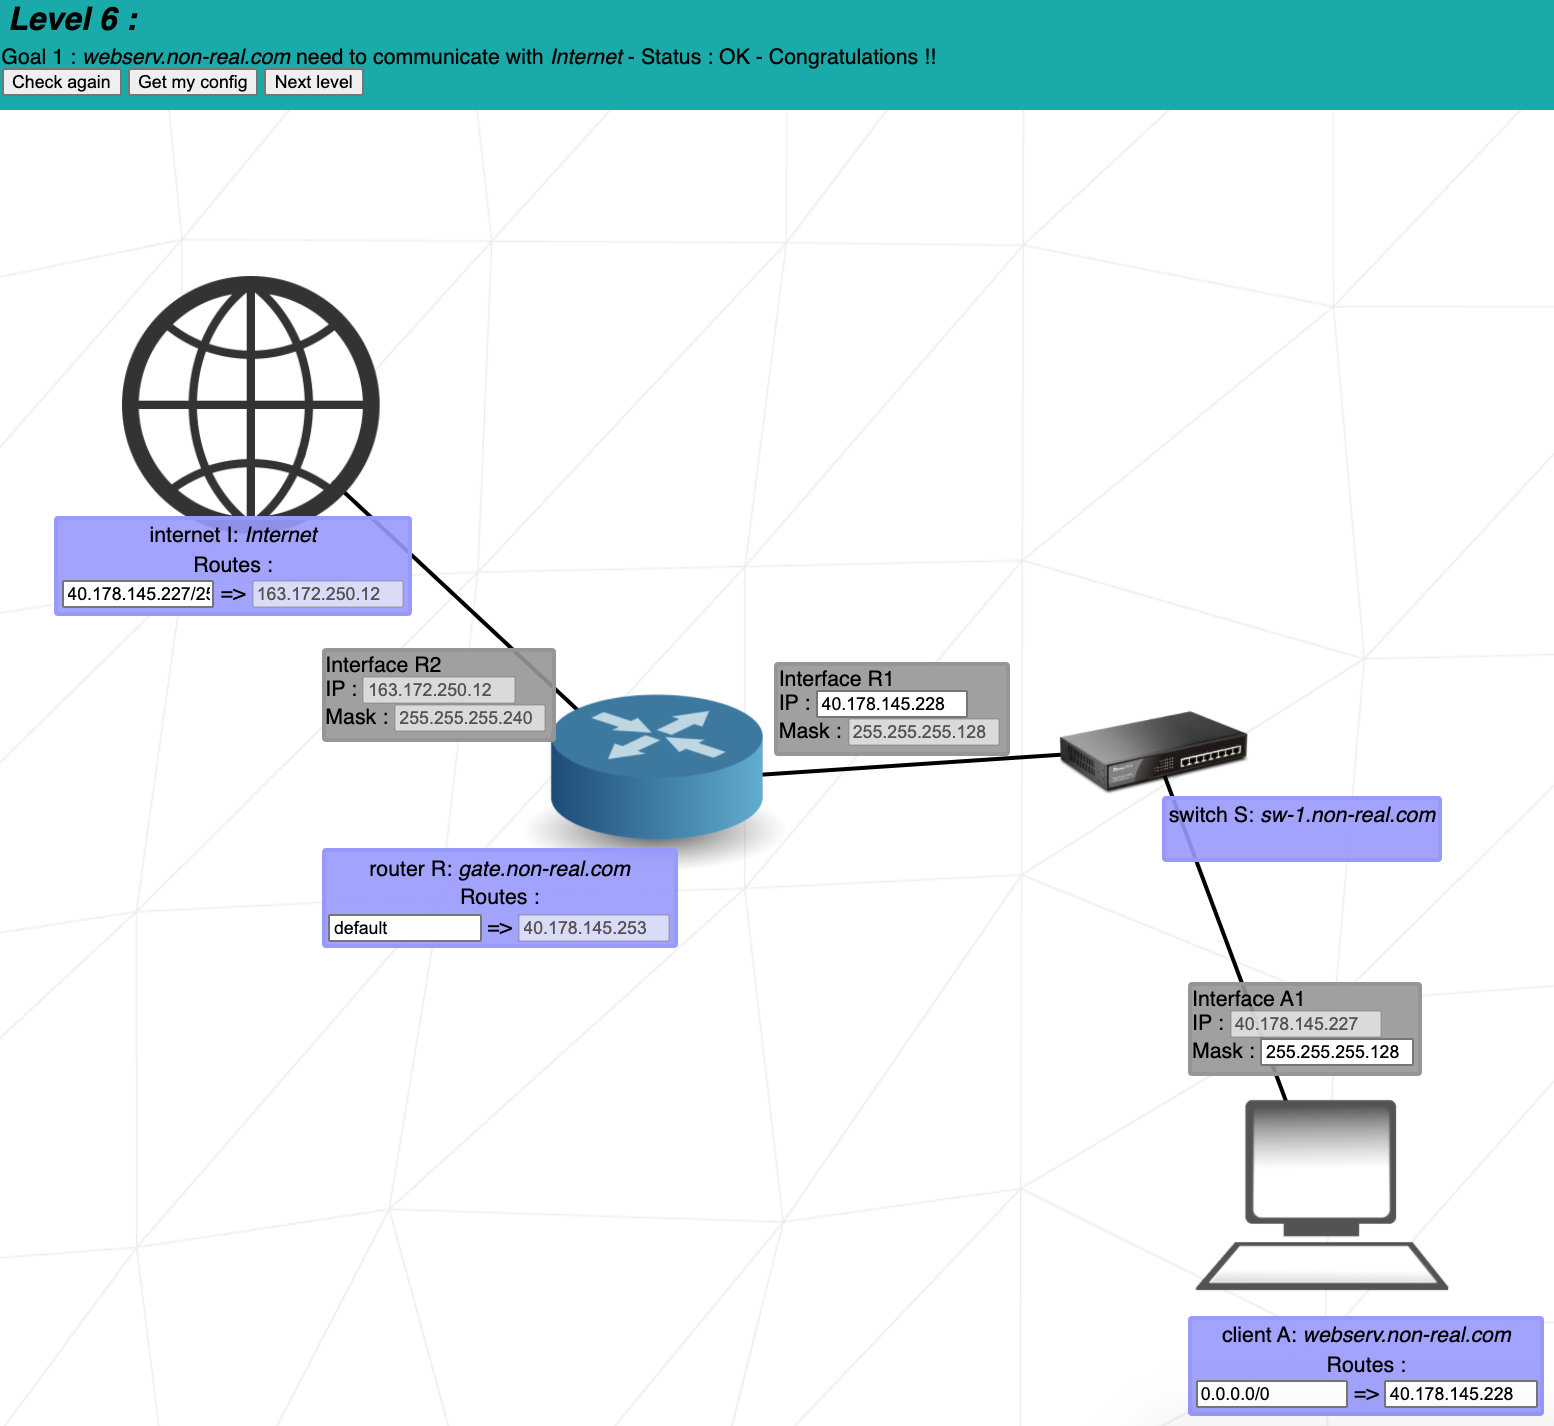 Level 6 :
Goal 1 : webserv.non-real.com need to communicate with Internet - Status : OK - Congratulations !!
Check again Get my config Next level
internet I: Internet
Routes :
40.178.145.227/25 => 163.172.250.12
Interface R2
IP : 163.172.250.12
Mask : 255.255.255.240
Interface R1
IP : 40.178.145.228
Mask : 255.255.255.128
switch S: sw-1.non-real.com
router R: gate.non-real.com
Routes :
default => 40.178.145.253
Interface A1
IP : 40.178.145.227
Mask : 255.255.255.128
client A: webserv.non-real.com
Routes :
0.0.0.0/0 => 40.178.145.228